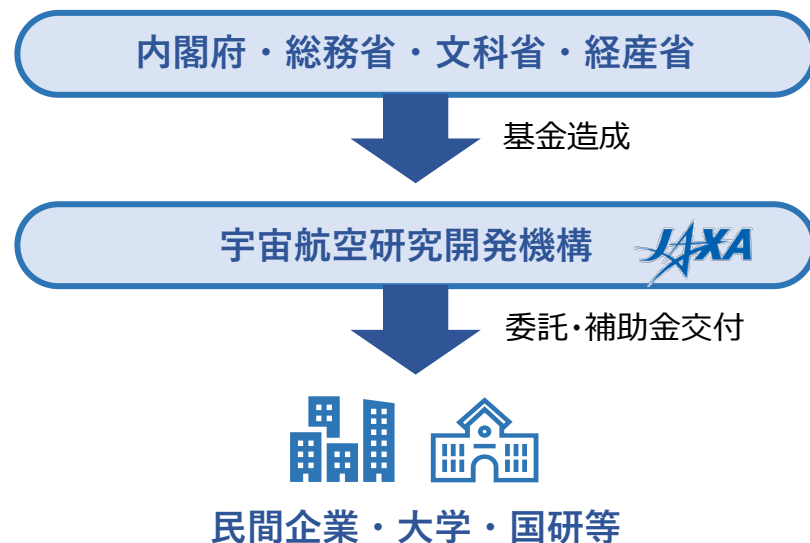 内閣府・総務省・文科省・経産省
基金造成
宇宙航空研究開発機構 JAXA
委託・補助金交付
民間企業・大学・国研等